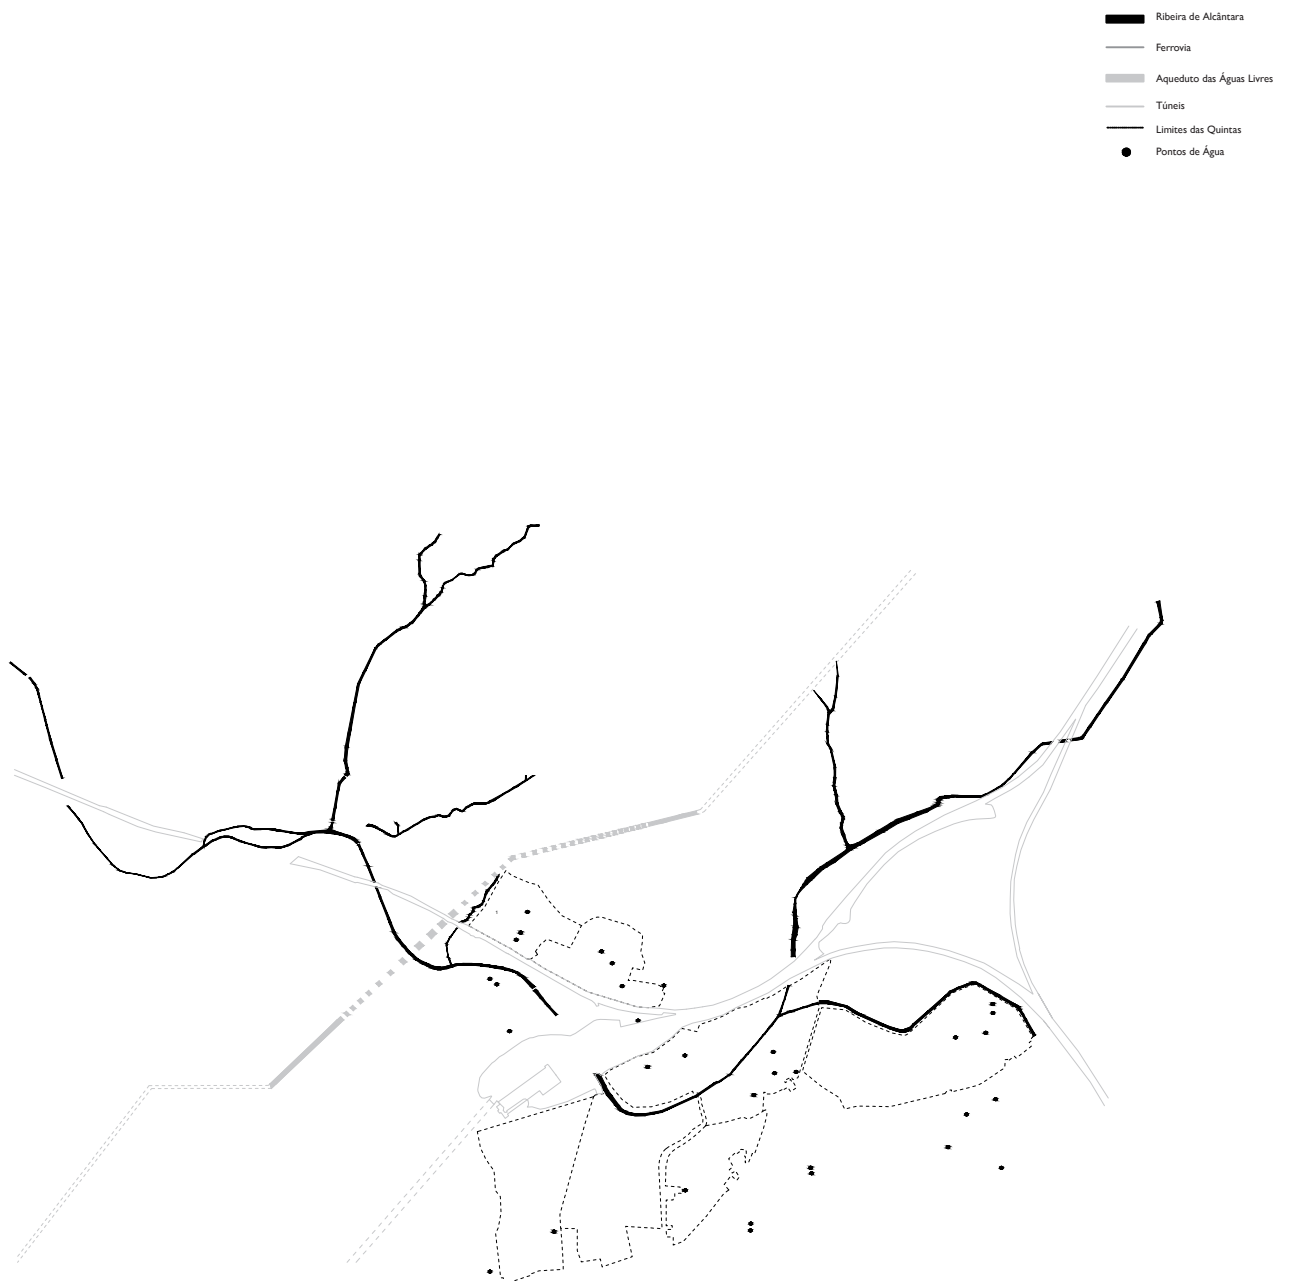 Ribeira de Alcântara
Ferrovia
Aqueduto das Águas Livres
Túneis
Limites das Quintas
Pontos de Água